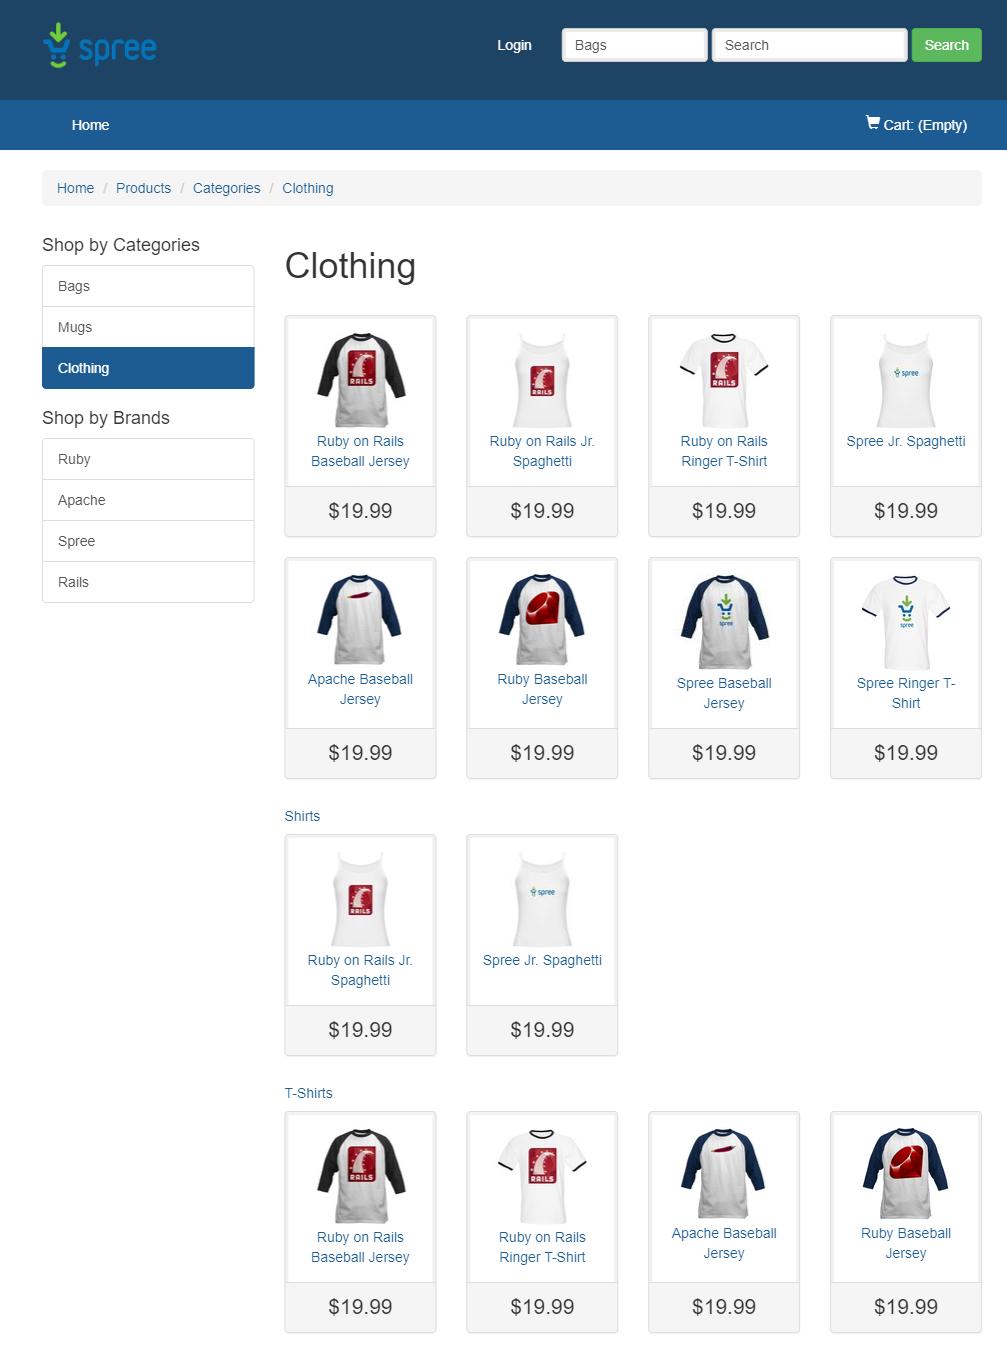 spree
Login
Bags
Search
Search
Home
Cart: (Empty)
Home / Products / Categories / Clothing
Shop by Categories
Bags
Mugs
Clothing
Shop by Brands
Ruby
Apache
Spree
Rails
Clothing
RAILS
Ruby on Rails
Baseball Jersey
$19.99
RAILS
Ruby on Rails Jr.
Spaghetti
$19.99
RAILS
Ruby on Rails
Ringer T-Shirt
$19.99
spree
Spree Jr. Spaghetti
$19.99
Apache Baseball
Jersey
$19.99
Ruby Baseball
Jersey
$19.99
spree
Spree Baseball
Jersey
$19.99
spree
Spree Ringer T-
Shirt
$19.99
Shirts
RAILS
Ruby on Rails Jr.
Spaghetti
$19.99
spree
Spree Jr. Spaghetti
$19.99
T-Shirts
RAILS
Ruby on Rails
Baseball Jersey
$19.99
RAILS
Ruby on Rails
Ringer T-Shirt
$19.99
Apache Baseball
Jersey
$19.99
Ruby Baseball
Jersey
$19.99